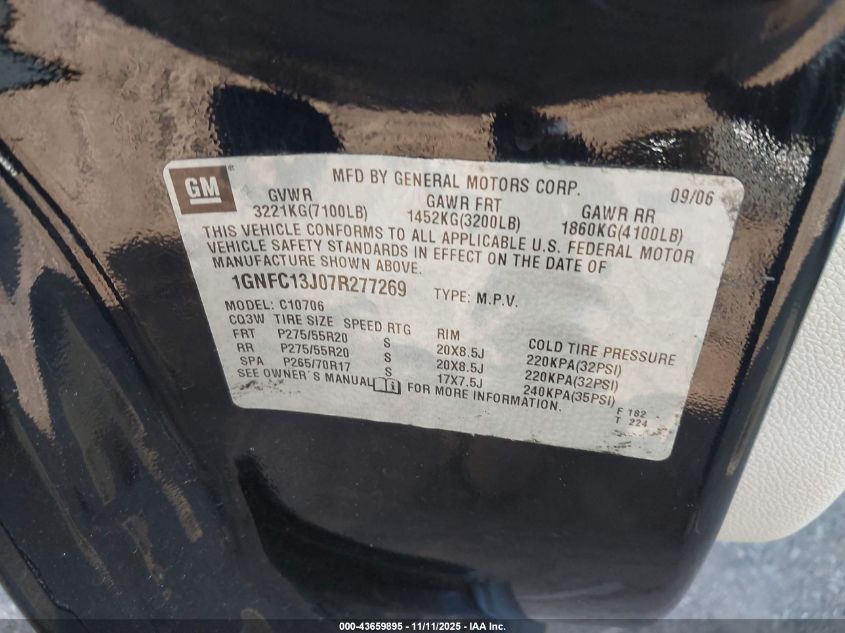 GM
MFD BY GENERAL MOTORS CORP. 09/06
GVWR GAWR FRT GAWR RR
3221KG(7100LB) 1452KG(3200LB) 1860KG(4100LB)
THIS VEHICLE CONFORMS TO ALL APPLICABLE U.S. FEDERAL MOTOR
VEHICLE SAFETY STANDARDS IN EFFECT ON THE DATE OF
MANUFACTURE SHOWN ABOVE.
1GNFC13J07R277269 TYPE: M.P.V.
MODEL: C10706
CQ3W TIRE SIZE SPEED RTG RIM COLD TIRE PRESSURE
FRT P275/55R20 S 20X8.5J 220KPA(32PSI)
RR P275/55R20 S 20X8.5J 220KPA(32PSI)
SPA P265/70R17 S 17X7.5J 240KPA(35PSI)
SEE OWNER'S MANUAL FOR MORE INFORMATION.
F 182
T 224
000-43659895 - 11/11/2025 - IAA Inc.